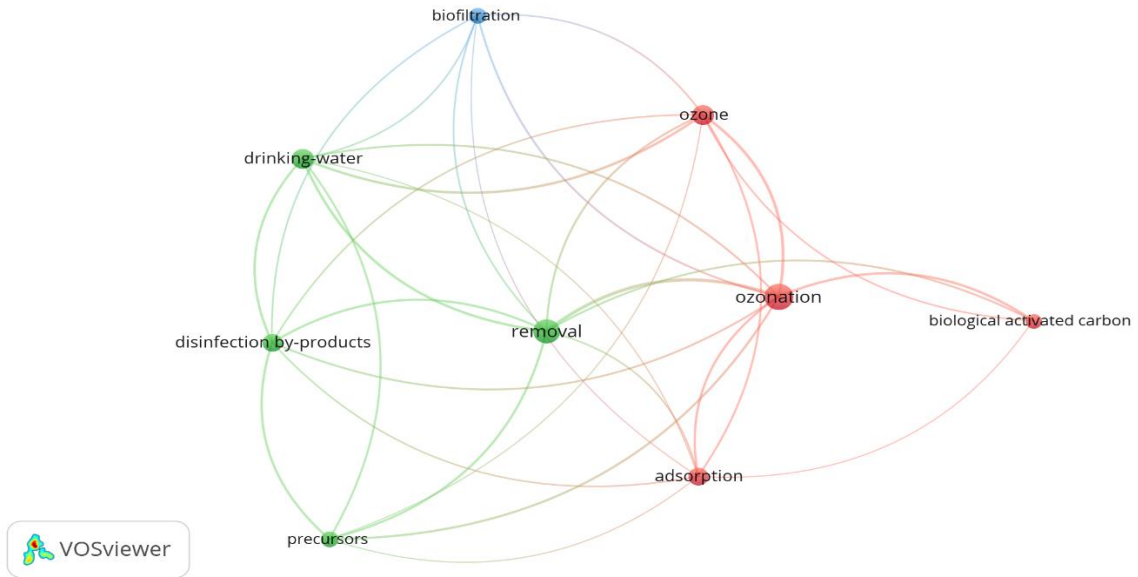 biofiltration
ozone
drinking-water
ozonation
biological activated carbon
removal
disinfection by-products
adsorption
precursors
VOSviewer